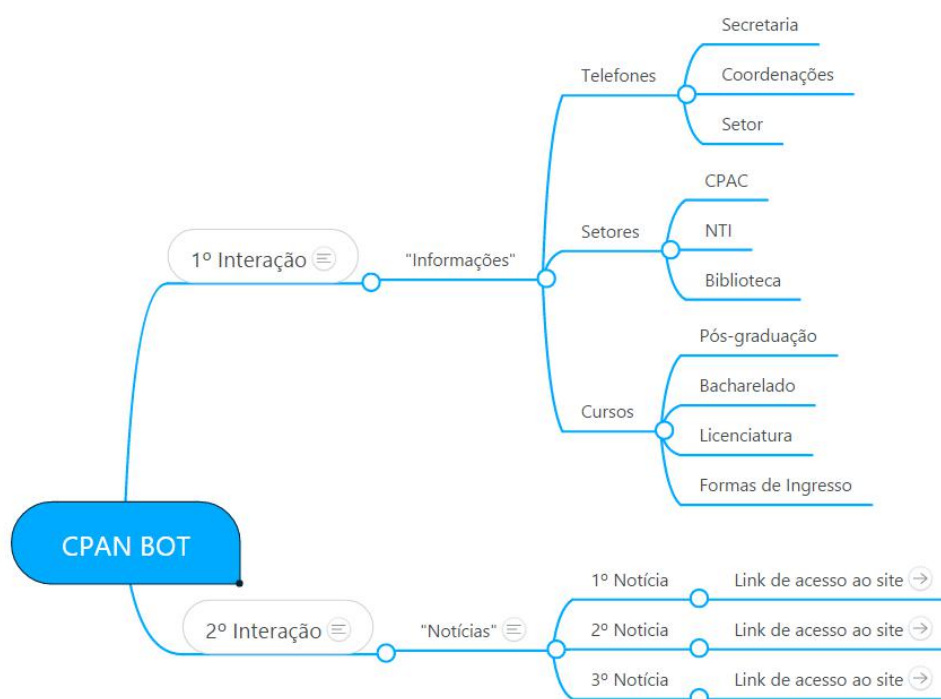 Secretaria
Telefones
Coordenações
Setor
CPAC
1º Interação
"Informações"
Setores
NTI
Biblioteca
Pós-graduação
Bacharelado
Cursos
Licenciatura
Formas de Ingresso
CPAN BOT
1º Notícia
Link de acesso ao site
2º Interação
"Notícias"
2º Noticia
Link de acesso ao site
3º Notícia
Link de acesso ao site